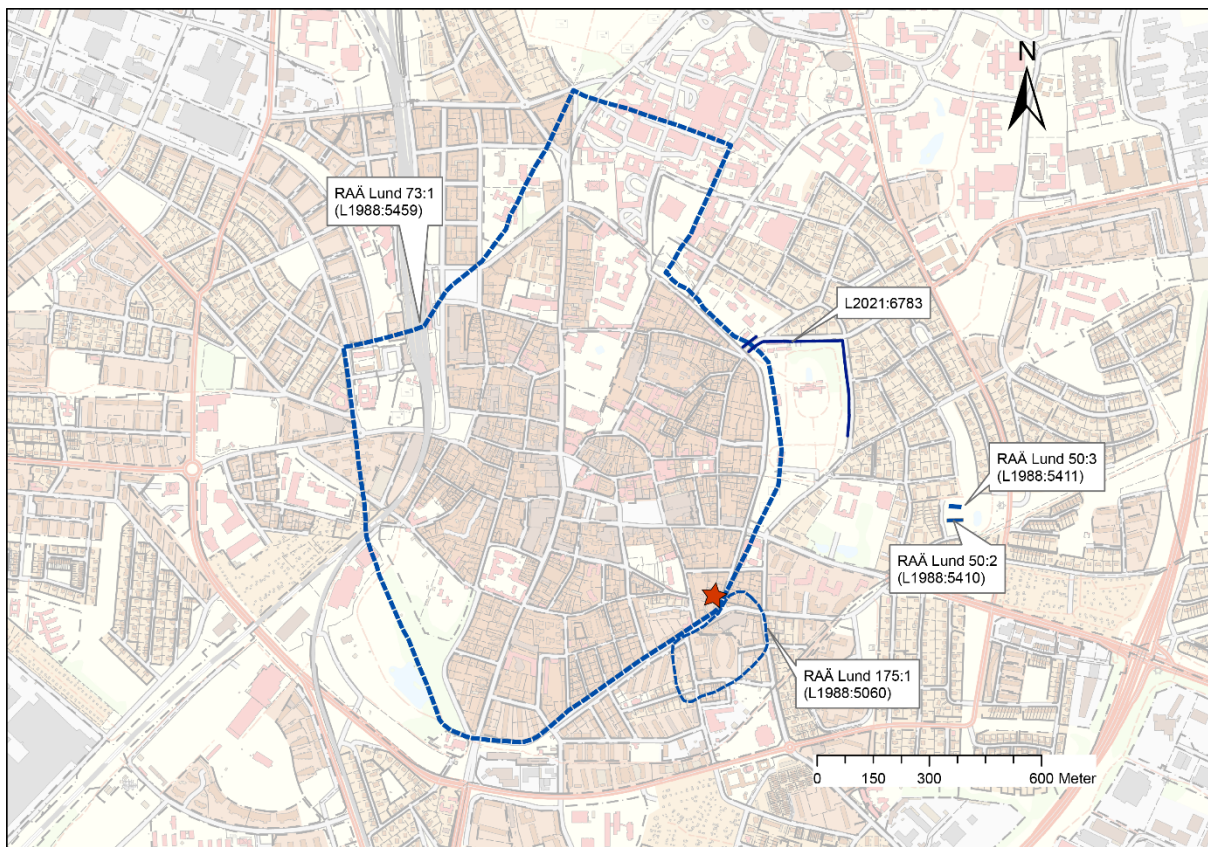 N
RAÄ Lund 73:1
(L1988:5459)
L2021:6783
RAÄ Lund 50:3
(L1988:5411)
RAÄ Lund 50:2
(L1988:5410)
RAÄ Lund 175:1
(L1988:5060)
0 150 300 600 Meter